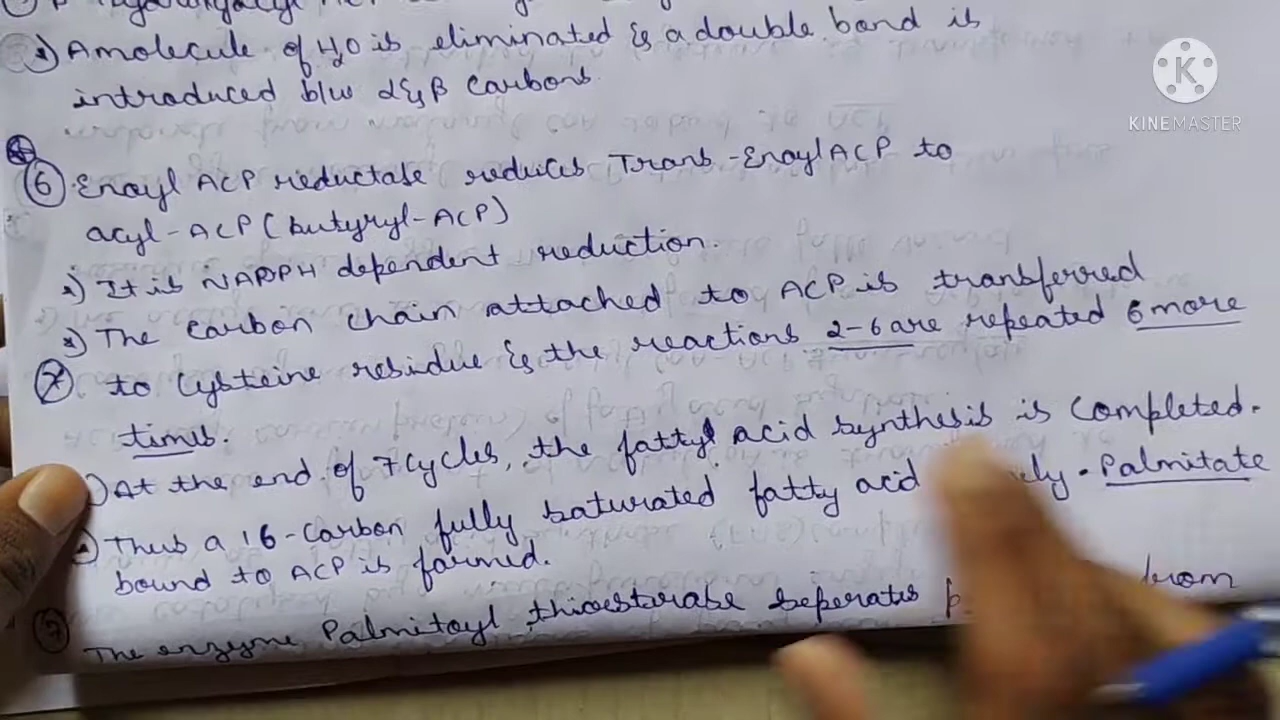 A molecule of H2O is eliminated & a double bond is
introduced b/w α & β carbons
K
KINEMASTER
6 Enoyl ACP reductase reduces Trans-Enoyl ACP to
acyl-ACP (butyryl-ACP)
It is NADPH dependent reduction.
The carbon chain attached to ACP is transferred
7 to Cysteine residue & the reactions 2-6 are repeated 6 more
times.
At the end of 7 cycles, the fatty acid synthesis is completed.
Thus a 16-Carbon fully saturated fatty acid - Palmitate
bound to ACP is formed.
The enzyme Palmitoyl thioesterase seperates from